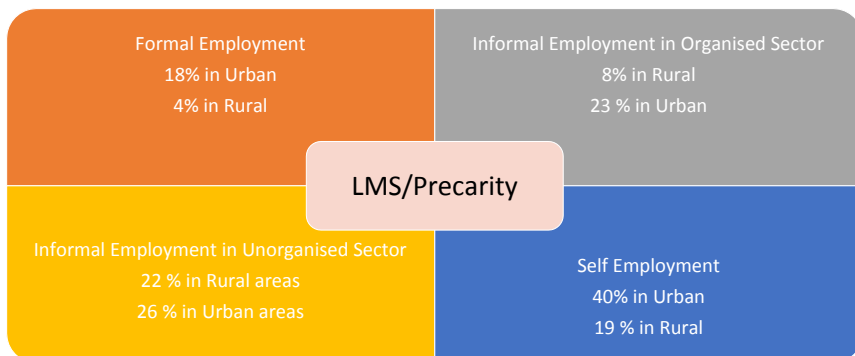 Formal Employment
18% in Urban
4% in Rural
Informal Employment in Organised Sector
8% in Rural
23 % in Urban
LMS/Precarity
Informal Employment in Unorganised Sector
22 % in Rural areas
26 % in Urban areas
Self Employment
40% in Urban
19 % in Rural